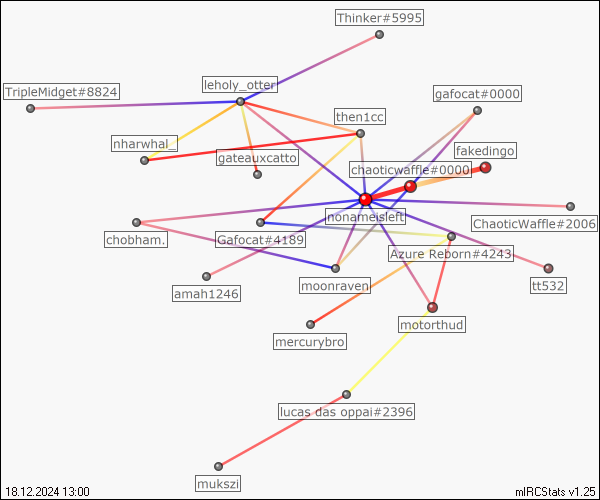 Thinker#5995
leholy_otter
TripleMidget#8824
gafocat#0000
then1cc
nharwhal_
fakedingo
gateauxcatto
chaoticwaffle#0000
nonameisleft
ChaoticWaffle#2006
chobham.
Gafocat#4189
Azure Reborn#4243
moonraven
tt532
amah1246
motorthud
mercurybro
lucas das oppai#2396
mukszi
18.12.2024 13:00
mIRCStats v1.25